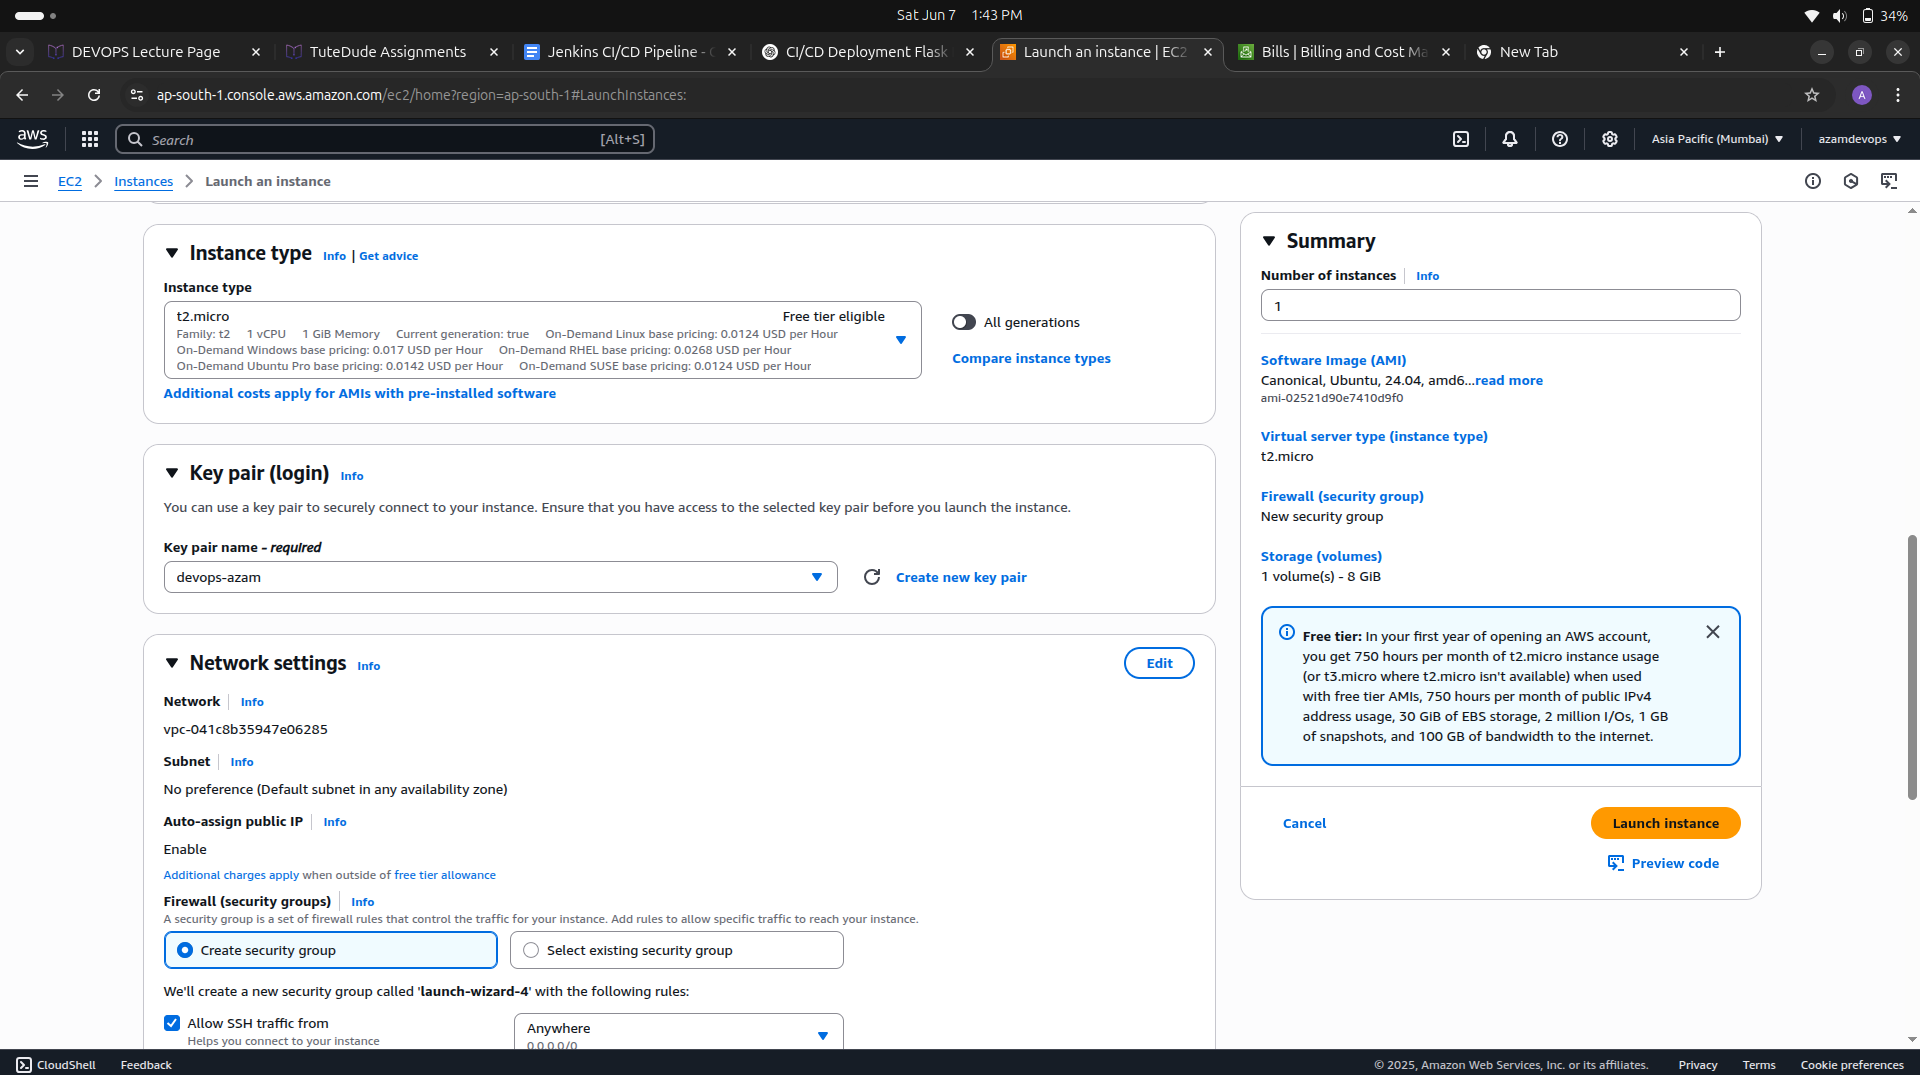 Sat Jun 7 1:43 PM
34%
DEVOPS Lecture Page
TuteDude Assignments
Jenkins CI/CD Pipeline -
CI/CD Deployment Flask
Launch an instance | EC2
Bills | Billing and Cost Ma
New Tab
ap-south-1.console.aws.amazon.com/ec2/home?region=ap-south-1#LaunchInstances:
A
aws
Search [Alt+S]
Asia Pacific (Mumbai)
azamdevops
EC2 > Instances > Launch an instance
Instance type Info | Get advice
Instance type
t2.micro Free tier eligible
Family: t2 1 vCPU 1 GiB Memory Current generation: true On-Demand Linux base pricing: 0.0124 USD per Hour
On-Demand Windows base pricing: 0.017 USD per Hour On-Demand RHEL base pricing: 0.0268 USD per Hour
On-Demand Ubuntu Pro base pricing: 0.0142 USD per Hour On-Demand SUSE base pricing: 0.0124 USD per Hour
All generations
Compare instance types
Additional costs apply for AMIs with pre-installed software
Key pair (login) Info
You can use a key pair to securely connect to your instance. Ensure that you have access to the selected key pair before you launch the instance.
Key pair name – required
devops-azam
Create new key pair
Network settings Info
Edit
Network Info
vpc-041c8b35947e06285
Subnet Info
No preference (Default subnet in any availability zone)
Auto-assign public IP Info
Enable
Additional charges apply when outside of free tier allowance
Firewall (security groups) Info
A security group is a set of firewall rules that control the traffic for your instance. Add rules to allow specific traffic to reach your instance.
Create security group
Select existing security group
We'll create a new security group called 'launch-wizard-4' with the following rules:
Allow SSH traffic from
Helps you connect to your instance
Anywhere
0.0.0.0/0
Summary
Number of instances Info
1
Software Image (AMI)
Canonical, Ubuntu, 24.04, amd6...read more
ami-02521d90e7410d9f0
Virtual server type (instance type)
t2.micro
Firewall (security group)
New security group
Storage (volumes)
1 volume(s) - 8 GiB
Free tier: In your first year of opening an AWS account,
you get 750 hours per month of t2.micro instance usage
(or t3.micro where t2.micro isn't available) when used
with free tier AMIs, 750 hours per month of public IPv4
address usage, 30 GiB of EBS storage, 2 million I/Os, 1 GB
of snapshots, and 100 GB of bandwidth to the internet.
Cancel
Launch instance
Preview code
CloudShell
Feedback
© 2025, Amazon Web Services, Inc. or its affiliates.
Privacy
Terms
Cookie preferences